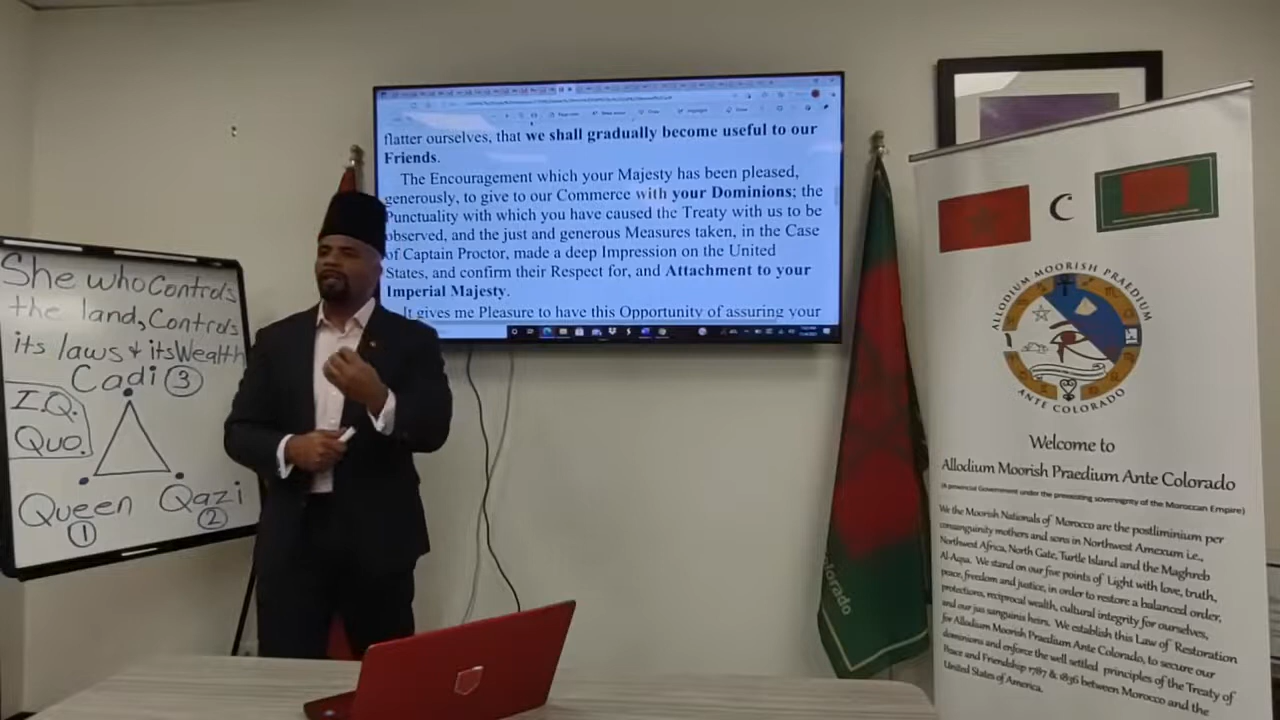 She who Controls
the land, Controls
its laws + its Wealth
Cadi 3
I.Q.
Quo.
Queen Qazi
1 2
flatter ourselves, that we shall gradually become useful to our
Friends.
The Encouragement which your Majesty has been pleased,
generously, to give to our Commerce with your Dominions; the
Punctuality with which you have caused the Treaty with us to be
observed, and the just and generous Measures taken, in the Case
of Captain Proctor, made a deep Impression on the United
States, and confirm their Respect for, and Attachment to your
Imperial Majesty.
It gives me Pleasure to have this Opportunity of assuring your
olorado
ALLODIUM MOORISH PRAEDIUM
ANTE COLORADO
Welcome to
Allodium Moorish Praedium Ante Colorado
(A provincial Government under the preexisting sovereignty of the Moroccan Empire)
We the Moorish Nationals of Morocco are the postliminium per
consanguinity mothers and sons in Northwest Amexum i.e.,
Northwest Africa, North Gate, Turtle Island and the Maghreb
Al-Aqsa. We stand on our five points of Light with love, truth,
peace, freedom and justice, in order to restore a balanced order,
protections, reciprocal wealth, cultural integrity for ourselves,
and our jus sanguinis heirs. We establish this Law of Restoration
for Allodium Moorish Praedium Ante Colorado, to secure our
dominions and enforce the well settled principles of the Treaty of
Peace and Friendship 1787 & 1836 between Morocco and the
United States of America.